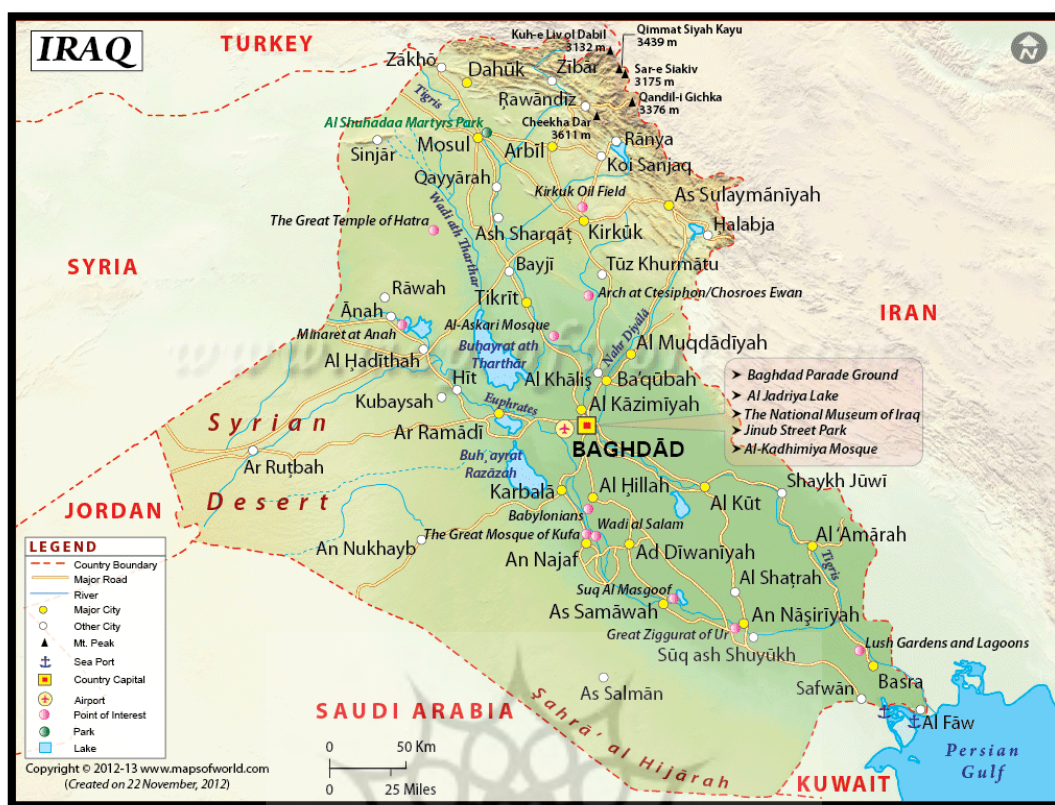 IRAQ
TURKEY
Kuh-e Liv ol Dabil
3132 m
Qimmat Siyah Kayu
3439 m
Sar-e Siakiv
3175 m
Qandil-i Gichka
3376 m
Cheekha Dar
3611 m
N
Zākhō
Dahūk
Zībār
Rawāndīz
Tigris
Al Shuhadaa Martyrs Park
Mosul
Arbīl
Rānya
Koi Sanjaq
Sinjār
Qayyārah
Kirkuk Oil Field
As Sulaymānīyah
Wadi ath Tharthar
The Great Temple of Hatra
Ash Sharqāţ
Kirkūk
Halabja
SYRIA
Bayjī
Tūz Khurmātu
IRAN
Rāwah
Ānah
Tikrīt
Arch at Ctesiphon/Chosroes Ewan
Minaret at Anah
Al-Askari Mosque
Nahr Diyālá
Buḩayrat ath
Tharthār
Al Muqdādīyah
Al Ḩadīthah
Hīt
Al Khāliş
Ba'qūbah
Kubaysah
Euphrates
Al Kāzimīyah
Baghdad Parade Ground
Al Jadriya Lake
The National Museum of Iraq
Jinub Street Park
Al-Kadhimiya Mosque
Syrian
Desert
Ar Ramādī
BAGHDĀD
Ar Ruţbah
Buh¸ayrat
Razāzah
Karbalā
Al Ḩillah
Al Kūt
Shaykh Jūwī
JORDAN
Babylonians
Wadi al Salam
The Great Mosque of Kufa
An Nukhayb
An Najaf
Ad Dīwanīyah
Al 'Amārah
Tigris
Suq Al Masgoof
Al Shaţrah
As Samāwah
An Nāşirīyah
Great Ziggurat of Ur
Sūq ash Shuyūkh
Lush Gardens and Lagoons
Basra
As Salmān
Safwān
Al Fāw
SAUDI ARABIA
Şahrā' al Hijārah
KUWAIT
Persian
Gulf
LEGEND
Country Boundary
Major Road
River
Major City
Other City
Mt. Peak
Sea Port
Country Capital
Airport
Point of Interest
Park
Lake
0 50 Km
0 25 Miles
Copyright © 2012-13 www.mapsofworld.com
(Created on 22 November, 2012)